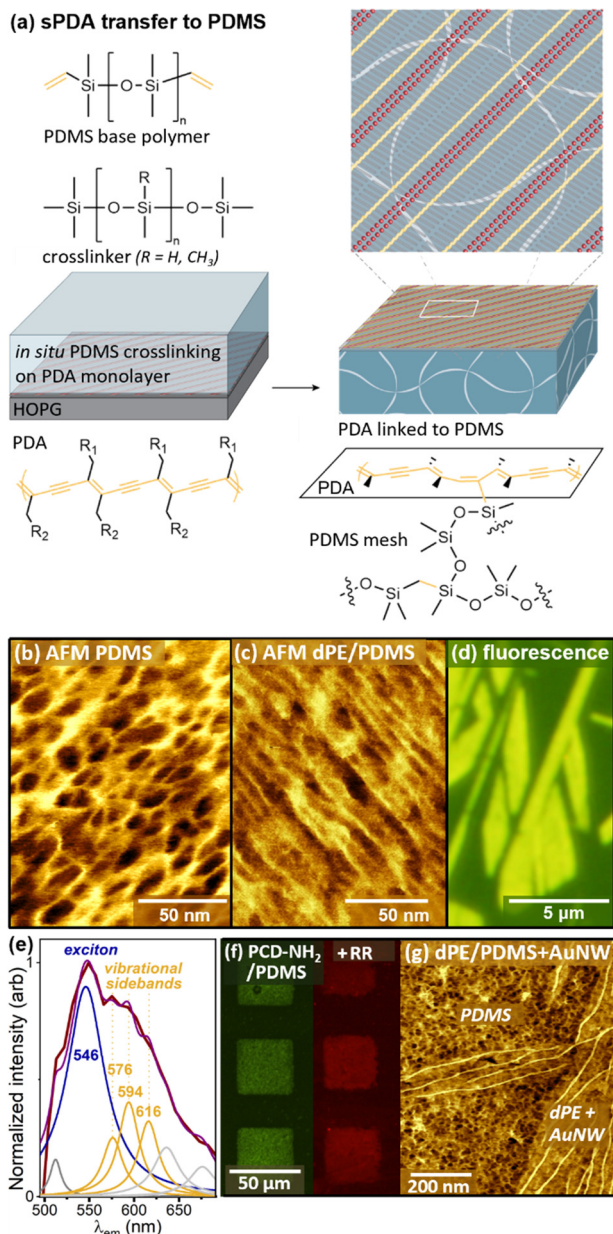 (a) sPDA transfer to PDMS
Si
O
Si
n
PDMS base polymer
R
Si
O
Si
O
Si
n
crosslinker (R = H, CH3)
in situ PDMS crosslinking
on PDA monolayer
HOPG
PDA linked to PDMS
PDA
R1
R1
R1
R2
R2
R2
PDA
Si
O
Si
PDMS mesh
O
O
Si
Si
O
Si
O
(b) AFM PDMS
50 nm
(c) AFM dPE/PDMS
50 nm
(d) fluorescence
5 µm
(e)
exciton
vibrational
sidebands
546
576
594
616
1
0
Normalized intensity (arb)
500 550 600 650
λem (nm)
(f) PCD-NH2
/PDMS
+RR
50 µm
(g) dPE/PDMS+AuNW
PDMS
dPE +
AuNW
200 nm